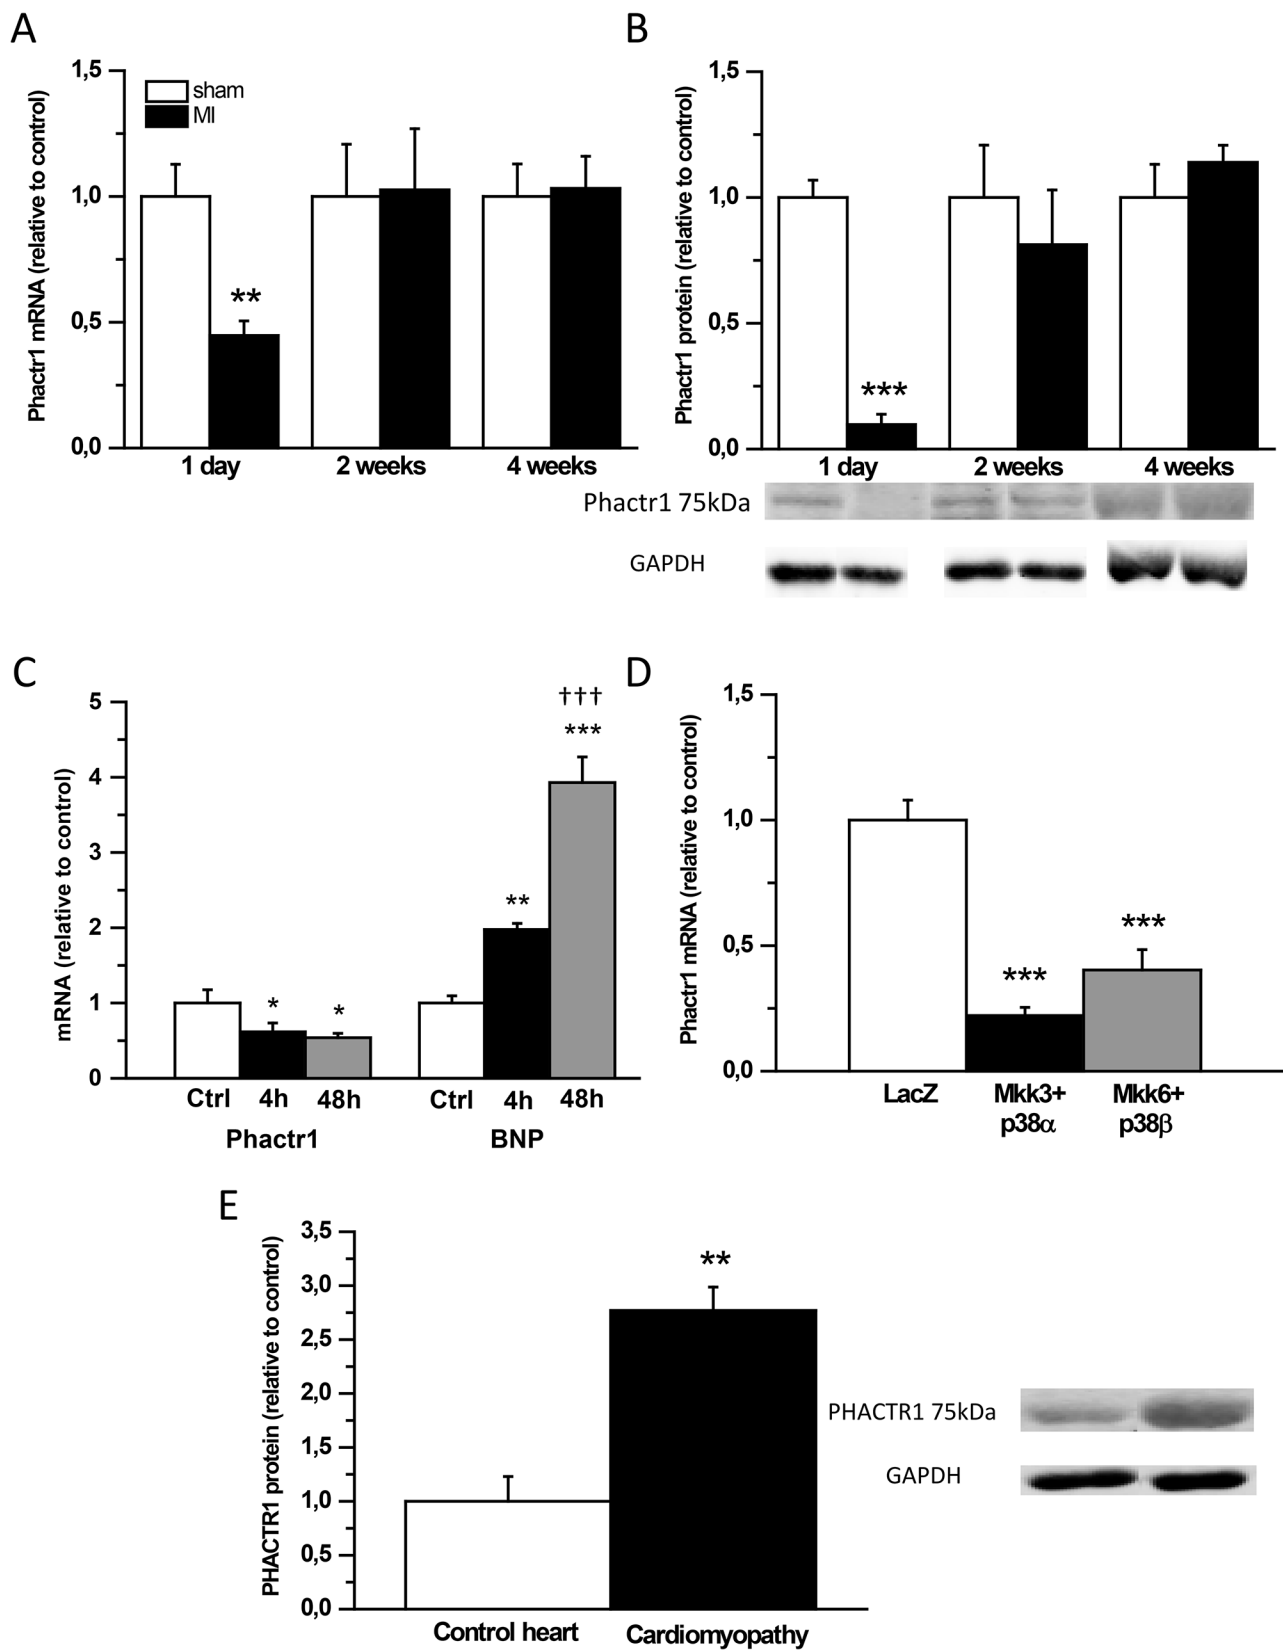 A
B
1,5
1,0
0,5
0,0
Phactr1 mRNA (relative to control)
sham
MI
**
1 day
2 weeks
4 weeks
1,5
1,0
0,5
0,0
Phactr1 protein (relative to control)
***
1 day
2 weeks
4 weeks
Phactr1 75kDa
GAPDH
C
D
5
4
3
2
1
0
mRNA (relative to control)
*
*
**
†††
***
Ctrl
4h
48h
Ctrl
4h
48h
Phactr1
BNP
1,5
1,0
0,5
0,0
Phactr1 mRNA (relative to control)
***
***
LacZ
Mkk3+
p38α
Mkk6+
p38β
E
3,5
3,0
2,5
2,0
1,5
1,0
0,5
0,0
PHACTR1 protein (relative to control)
**
Control heart
Cardiomyopathy
PHACTR1 75kDa
GAPDH